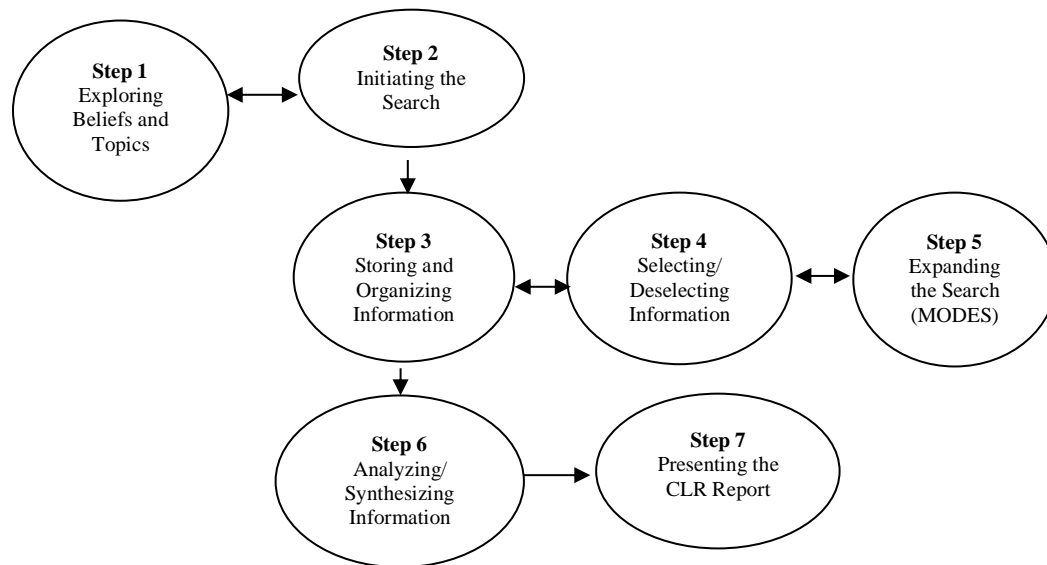 Step 1
Exploring
Beliefs and
Topics
Step 2
Initiating the
Search
Step 3
Storing and
Organizing
Information
Step 4
Selecting/
Deselecting
Information
Step 5
Expanding
the Search
(MODES)
Step 6
Analyzing/
Synthesizing
Information
Step 7
Presenting the
CLR Report